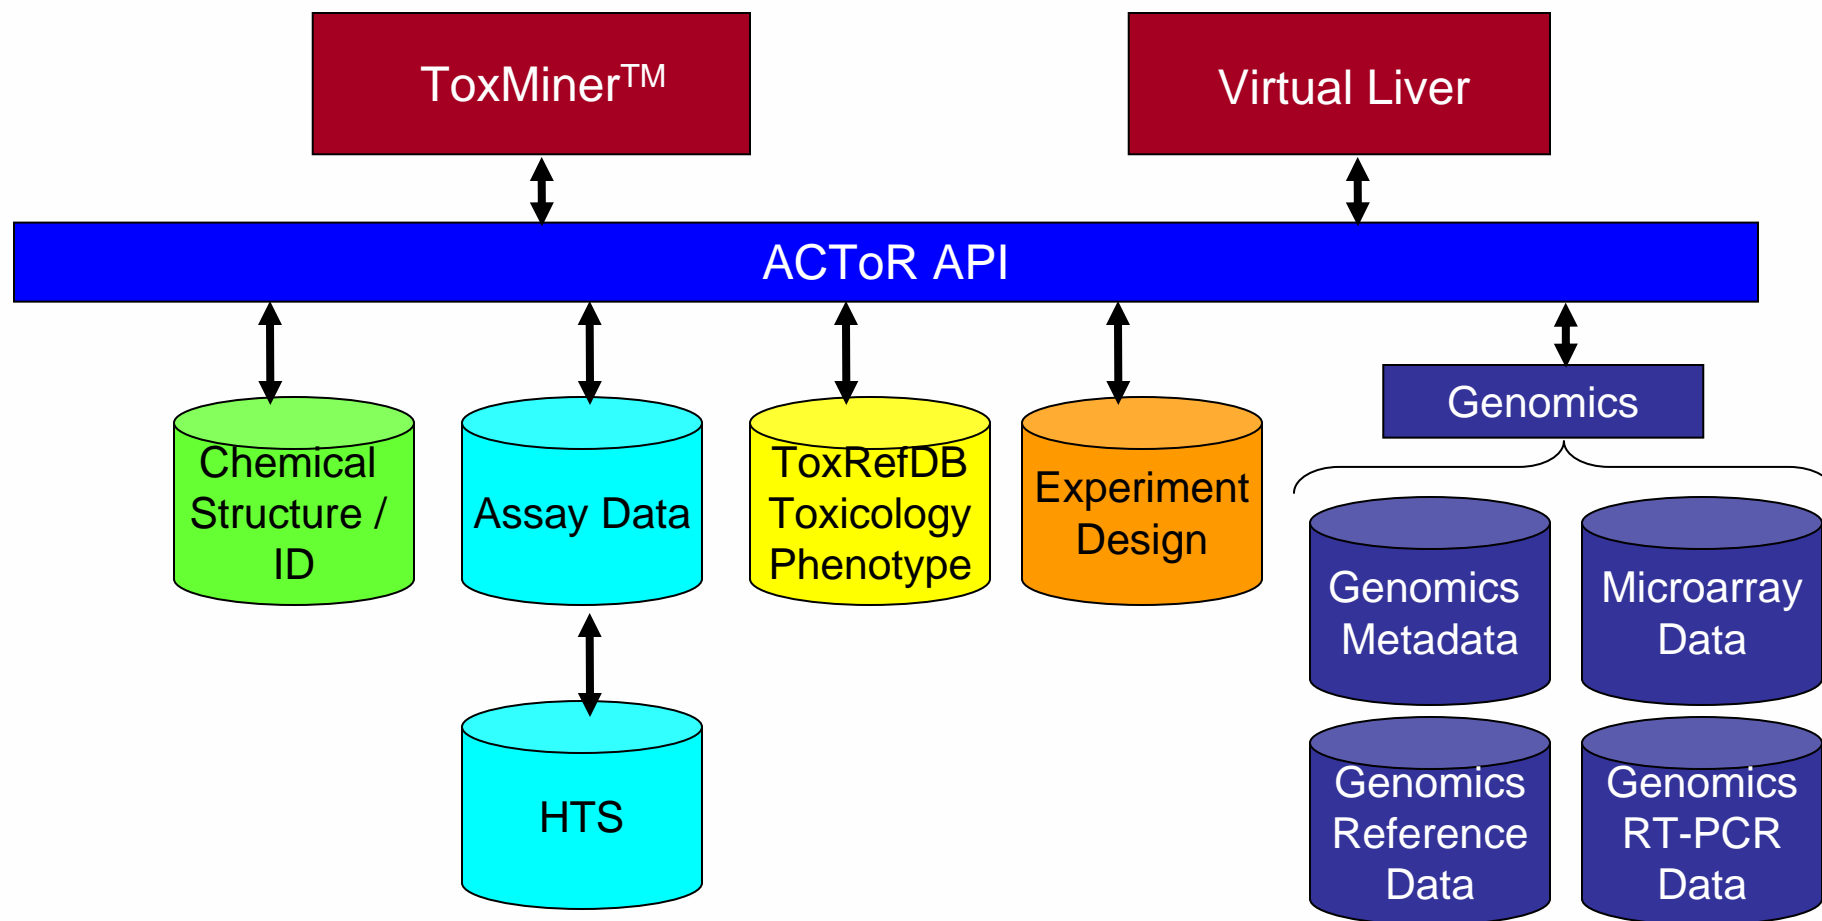 ToxMiner™
Virtual Liver
ACToR API
Chemical
Structure /
ID
Assay Data
ToxRefDB
Toxicology
Phenotype
Experiment
Design
Genomics
Genomics
Metadata
Microarray
Data
HTS
Genomics
Reference
Data
Genomics
RT-PCR
Data